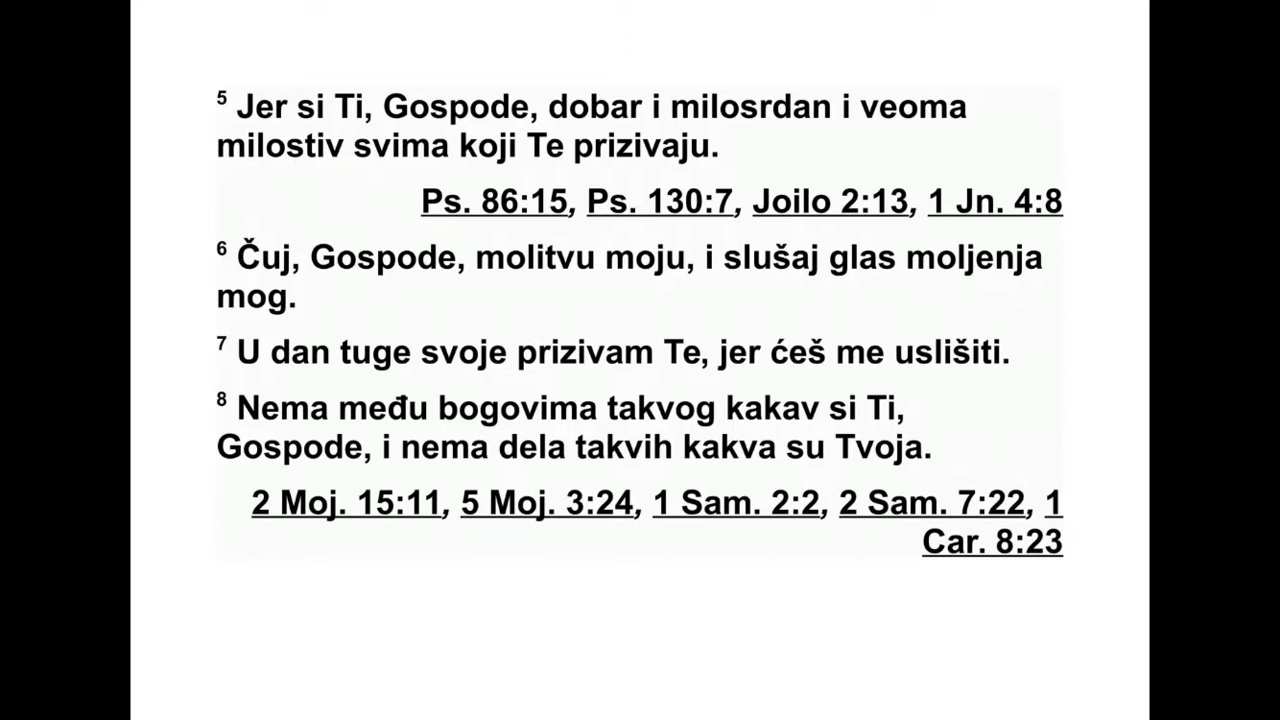 5 Jer si Ti, Gospode, dobar i milosrdan i veoma
milostiv svima koji Te prizivaju.
Ps. 86:15, Ps. 130:7, Joilo 2:13, 1 Jn. 4:8
6 Čuj, Gospode, molitvu moju, i slušaj glas moljenja
mog.
7 U dan tuge svoje prizivam Te, jer ćeš me uslišiti.
8 Nema među bogovima takvog kakav si Ti,
Gospode, i nema dela takvih kakva su Tvoja.
2 Moj. 15:11, 5 Moj. 3:24, 1 Sam. 2:2, 2 Sam. 7:22, 1
Car. 8:23